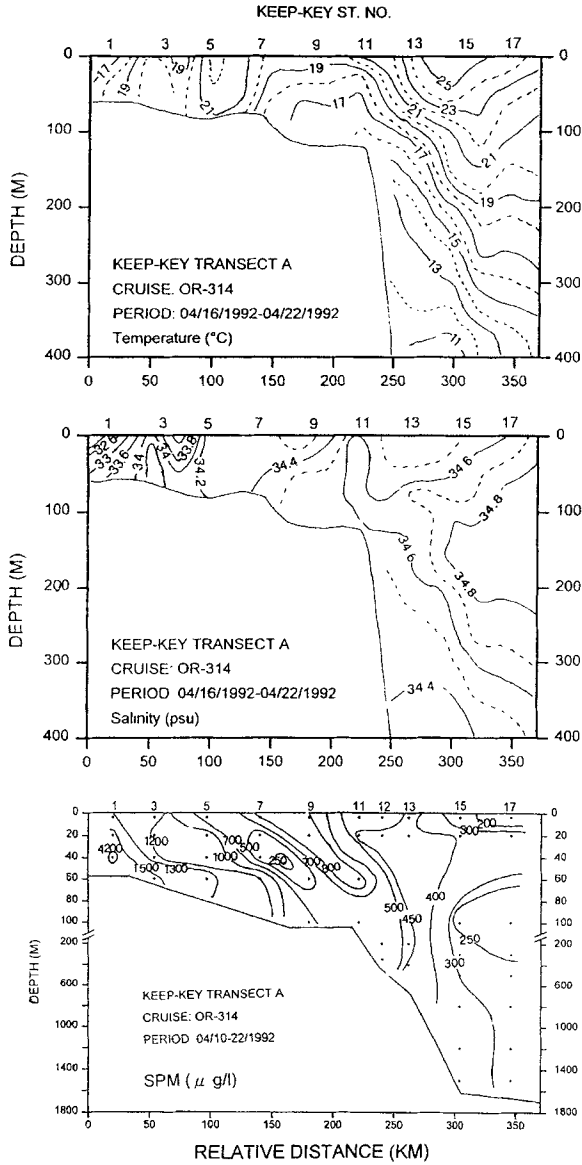 KEEP-KEY ST. NO.
1 3 5 7 9 11 13 15 17
0 0
17 19 19 21 19 17 21 17 25 23 21 19 15 13 11
100 100
200 200
300 300
400 400
DEPTH (M)
KEEP-KEY TRANSECT A
CRUISE: OR-314
PERIOD: 04/16/1992-04/22/1992
Temperature (°C)
0 50 100 150 200 250 300 350
1 3 5 7 9 11 13 15 17
0 0
33.6 34 34 33.8 34.2 34.4 34.6 34.6 34.8 34.8 34.4
100 100
200 200
300 300
400 400
DEPTH (M)
KEEP-KEY TRANSECT A
CRUISE: OR-314
PERIOD 04/16/1992-04/22/1992
Salinity (psu)
0 50 100 150 200 250 300 350
1 3 5 7 9 11 12 13 15 17
0 0
20 20
40 40
60 60
80 80
100 100
200 200
600 600
1000 1000
1400 1400
1800 1800
4200 1500 1200 1300 1000 700 500 250 500 450 400 300 200 250 300
DEPTH (M)
KEEP-KEY TRANSECT A
CRUISE: OR-314
PERIOD 04/10-22/1992
SPM (μ g/l)
0 50 100 150 200 250 300 350
RELATIVE DISTANCE (KM)